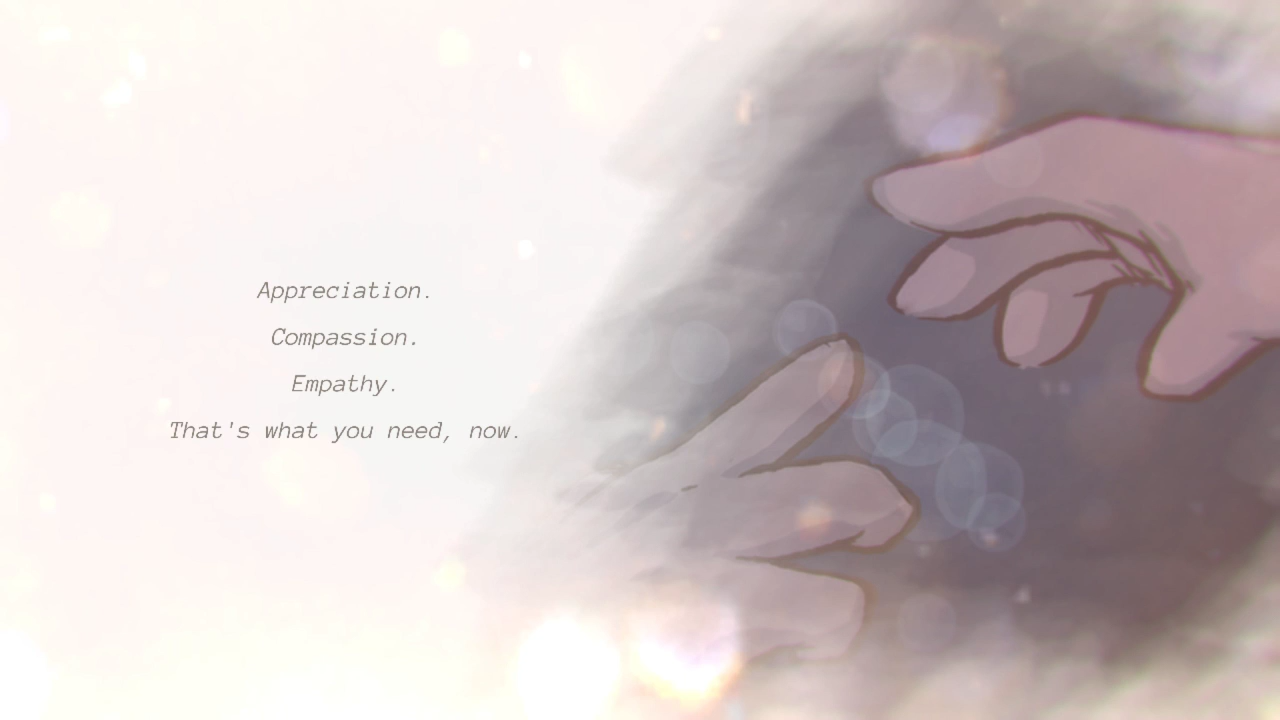 Appreciation.
Compassion.
Empathy.
That's what you need, now.